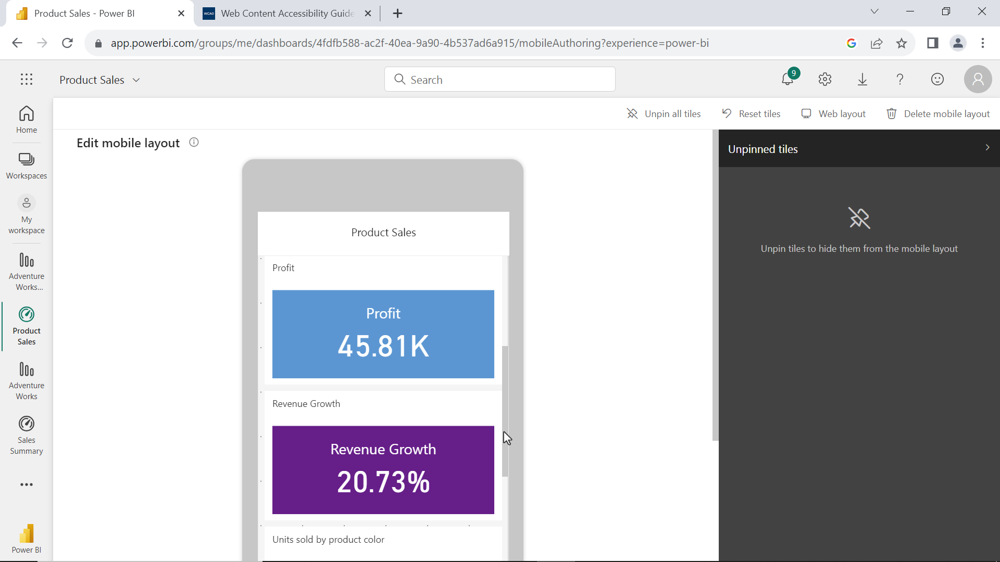 Product Sales - Power BI
WCAG
Web Content Accessibility Guide
app.powerbi.com/groups/me/dashboards/4fdfb588-ac2f-40ea-9a90-4b537ad6a915/mobileAuthoring?experience=power-bi
Product Sales
Search
9
Unpin all tiles
Reset tiles
Web layout
Delete mobile layout
Home
Workspaces
My
workspace
Adventure
Works...
Product
Sales
Adventure
Works
Sales
Summary
Power BI
Edit mobile layout
Product Sales
Profit
Profit
45.81K
Revenue Growth
Revenue Growth
20.73%
Units sold by product color
Unpinned tiles
Unpin tiles to hide them from the mobile layout